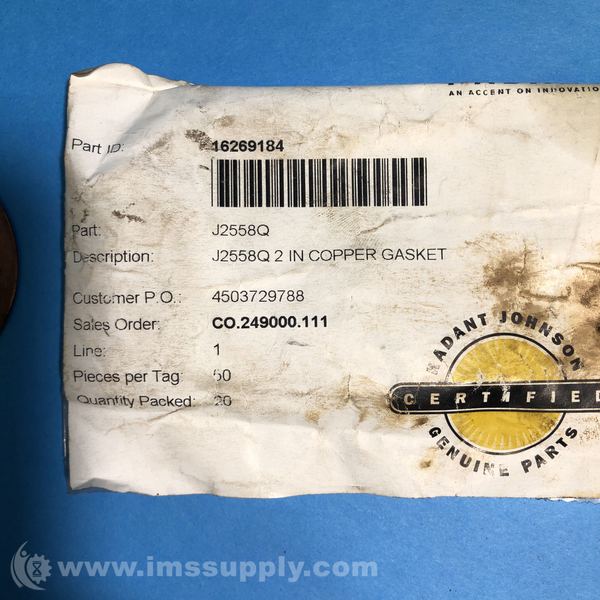 AN ACCENT ON INNOVATIO
Part ID: 16269184
Part: J2558Q
Description: J2558Q 2 IN COPPER GASKET
Customer P.O.: 4503729788
Sales Order: CO.249000.111
Line: 1
Pieces per Tag: 50
Quantity Packed: 20
KADANT JOHNSON
CERTIFIED
GENUINE PARTS
www.imssupply.com